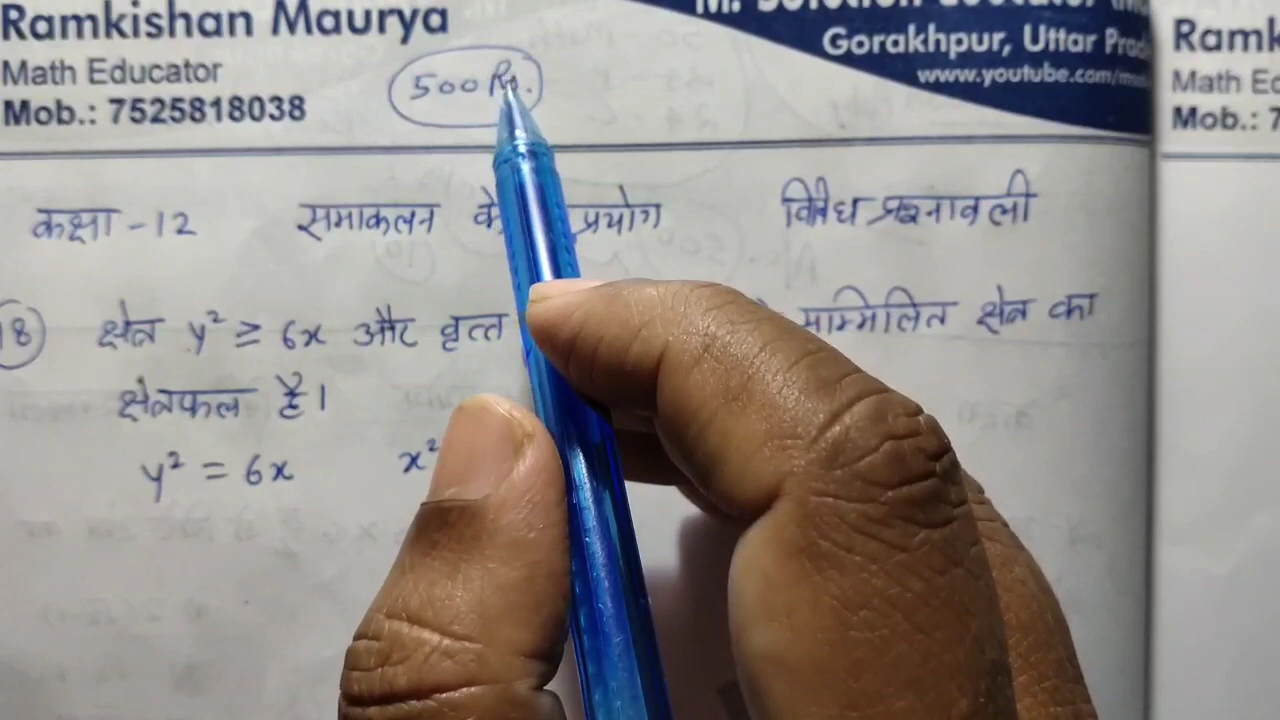 Ramkishan Maurya
Math Educator
Mob.: 7525818038
500 Rs.
Gorakhpur, Uttar Prad
www.youtube.com/m
Ramk
Math Ed
Mob.: 7
कक्षा - 12 समाकलन के प्रयोग विविध प्रश्नावली
18) क्षेत्र y² ≥ 6x और वृत्त सम्मिलित क्षेत्र का
क्षेत्रफल है।
y² = 6x x²